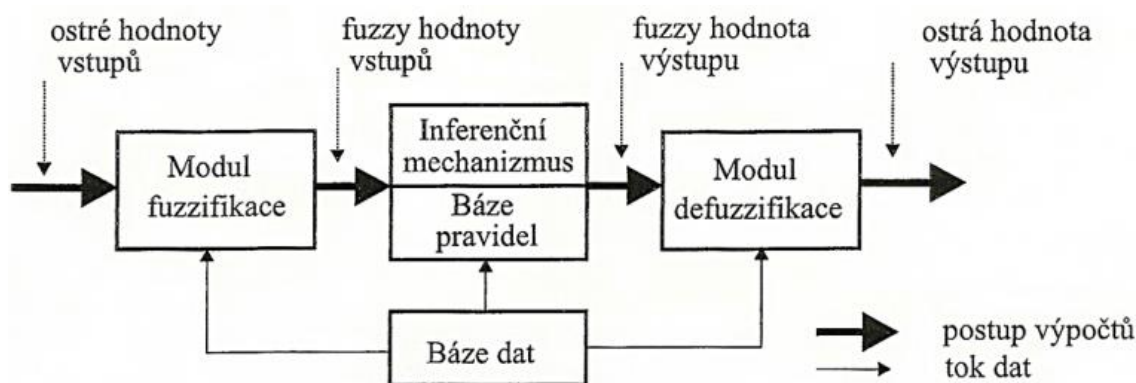 ostré hodnoty
vstupů
fuzzy hodnoty
vstupů
fuzzy hodnota
výstupu
ostrá hodnota
výstupu
Modul
fuzzifikace
Inferenční
mechanizmus
Báze
pravidel
Modul
defuzzifikace
Báze dat
postup výpočtů
tok dat